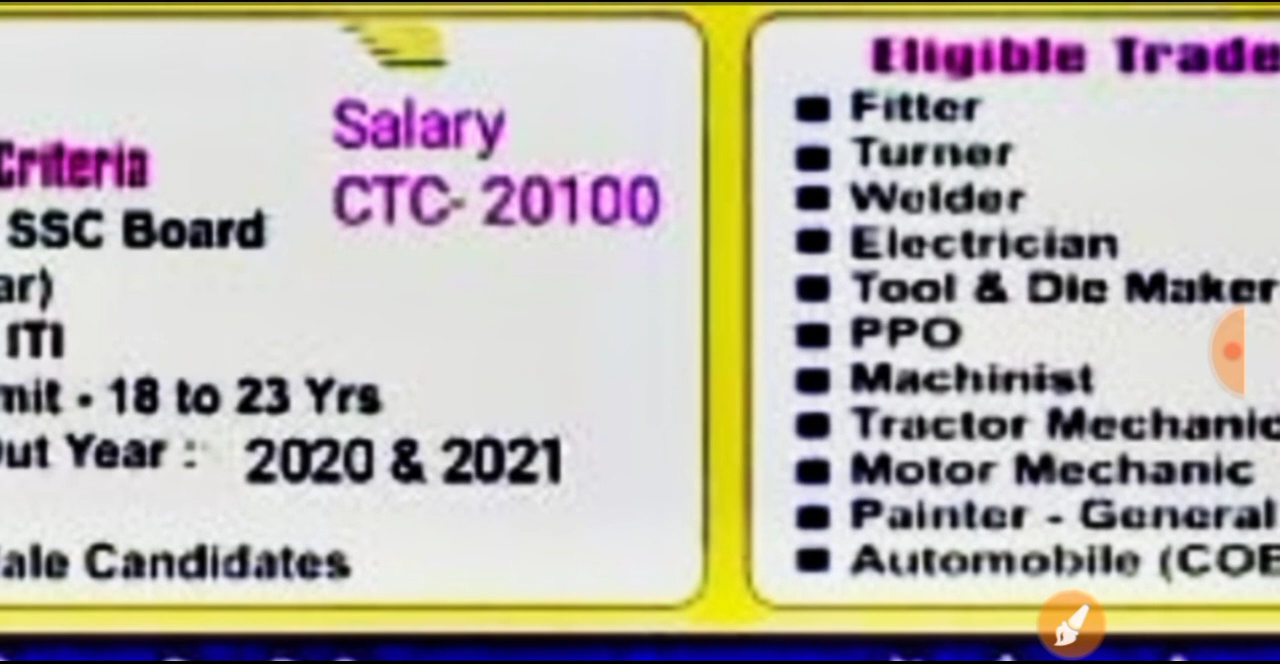 Criteria
SSC Board
ar)
ITI
mit - 18 to 23 Yrs
Out Year : 2020 & 2021
ale Candidates
Salary
CTC- 20100
Eligible Trade
Fitter
Turner
Welder
Electrician
Tool & Die Maker
PPO
Machinist
Tractor Mechanic
Motor Mechanic
Painter - General
Automobile (COE